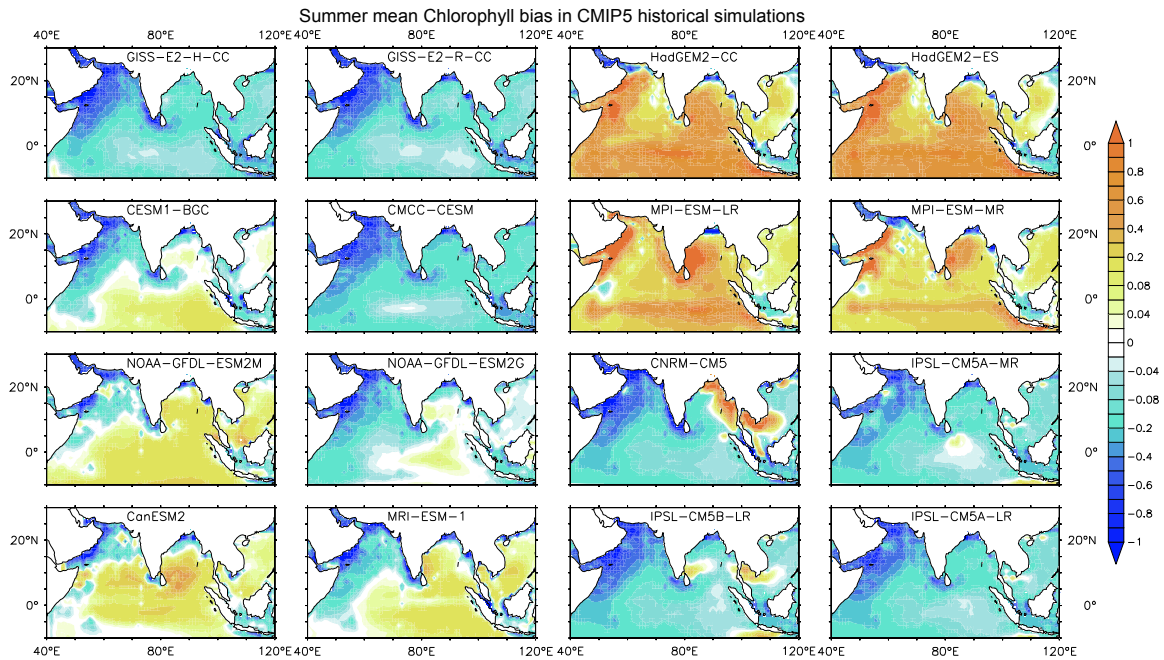 Summer mean Chlorophyll bias in CMIP5 historical simulations
40°E 80°E 120°E 40°E 80°E 120°E 40°E 80°E 120°E 40°E 80°E 120°E
GISS-E2-H-CC GISS-E2-R-CC HadGEM2-CC HadGEM2-ES
20°N 20°N
0° 0°
CESM1-BGC CMCC-CESM MPI-ESM-LR MPI-ESM-MR
20°N 20°N
0° 0°
NOAA-GFDL-ESM2M NOAA-GFDL-ESM2G CNRM-CM5 IPSL-CM5A-MR
20°N 20°N
0° 0°
CanESM2 MRI-ESM-1 IPSL-CM5B-LR IPSL-CM5A-LR
20°N 20°N
0° 0°
40°E 80°E 120°E 40°E 80°E 120°E 40°E 80°E 120°E 40°E 80°E 120°E
1
0.8
0.6
0.4
0.2
0.08
0.04
0
-0.04
-0.08
-0.2
-0.4
-0.6
-0.8
-1